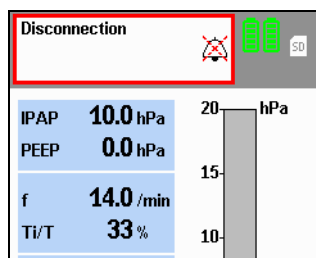 Disconnection
SD
IPAP 10.0 hPa
PEEP 0.0 hPa
f 14.0 /min
Ti/T 33 %
20 hPa
15
10